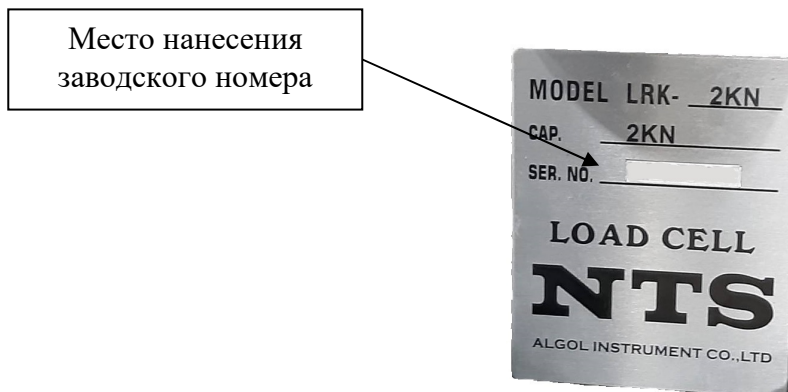 Место нанесения
заводского номера
MODEL LRK- 2KN
CAP. 2KN
SER. NO.
LOAD CELL
NTS
ALGOL INSTRUMENT CO.,LTD